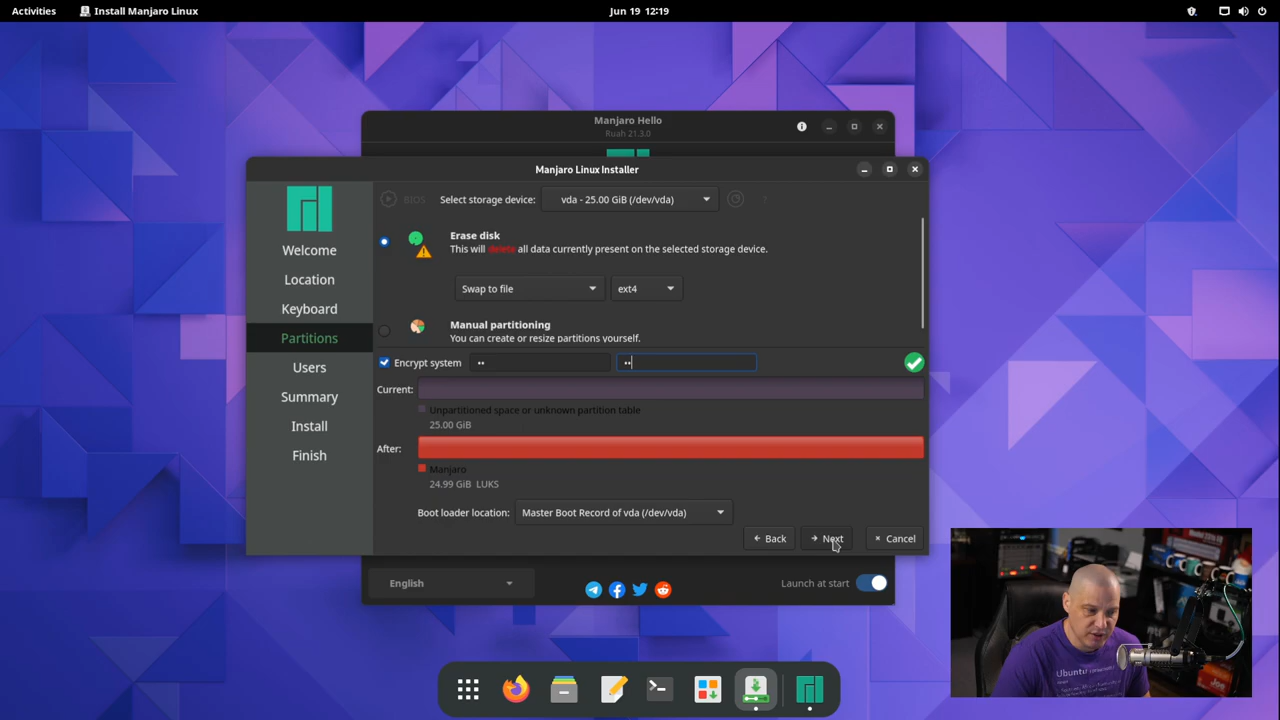 Activities
Install Manjaro Linux
Jun 19 12:19
Manjaro Hello
Ruah 21.3.0
Manjaro Linux Installer
BIOS
Select storage device:
vda - 25.00 GiB (/dev/vda)
Welcome
Location
Keyboard
Partitions
Users
Summary
Install
Finish
Erase disk
This will delete all data currently present on the selected storage device.
Swap to file
ext4
Manual partitioning
You can create or resize partitions yourself.
Encrypt system
••
••
Current:
Unpartitioned space or unknown partition table
25.00 GiB
After:
Manjaro
24.99 GiB LUKS
Boot loader location:
Master Boot Record of vda (/dev/vda)
Back
Next
Cancel
English
Launch at start
Ubuntu